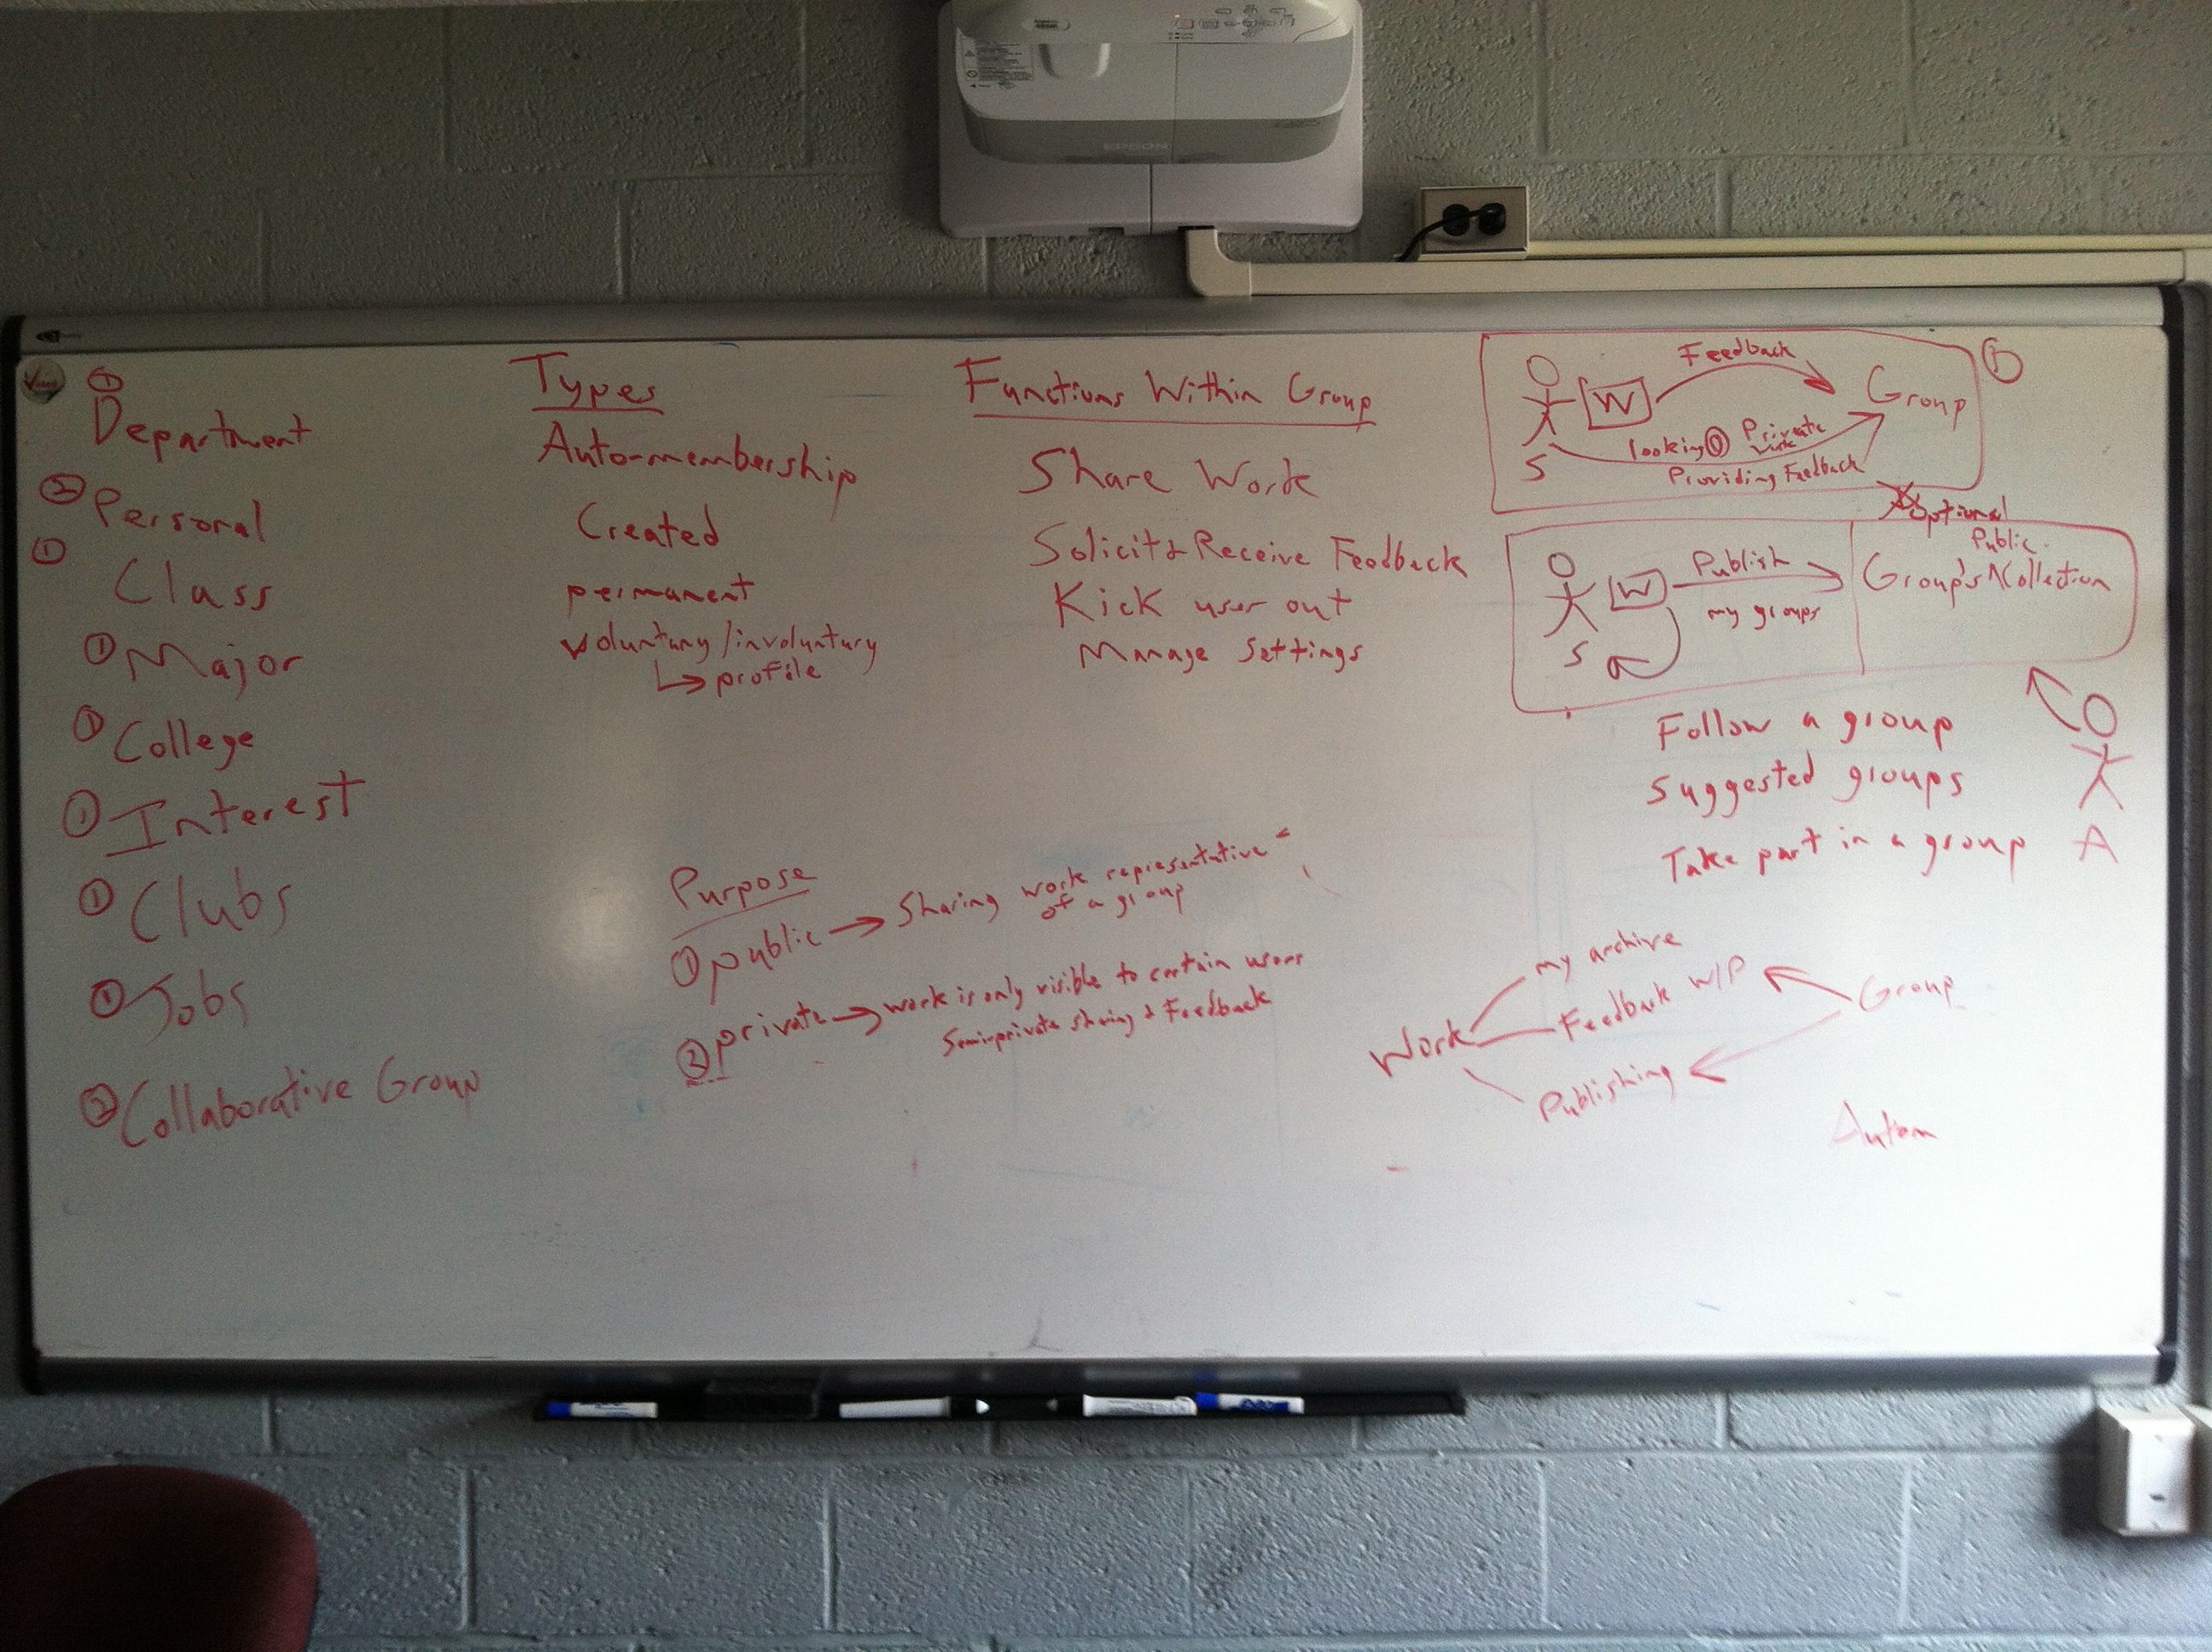 ①
Department
② Personal
①
Class
① Major
① College
① Interest
① Clubs
① Jobs
② Collaborative Group
Types
Auto-membership
Created
permanent
voluntary/involuntary
↳ profile
Functions Within Group
Share Work
Solicit & Receive Feedback
Kick user out
Manage Settings
Purpose
① public → Sharing work representative
of a group
② private → work is only visible to certain users
Semi-private sharing & Feedback
Feedback
W
Group
looking @ Private
work
Providing Feedback
S
Optional
Public
Publish
W
Group's Collection
my groups
S
Follow a group
Suggested groups
Take part in a group
A
my archive
Feedback W/P
Group
Work
Publishing
Autom
EPSON